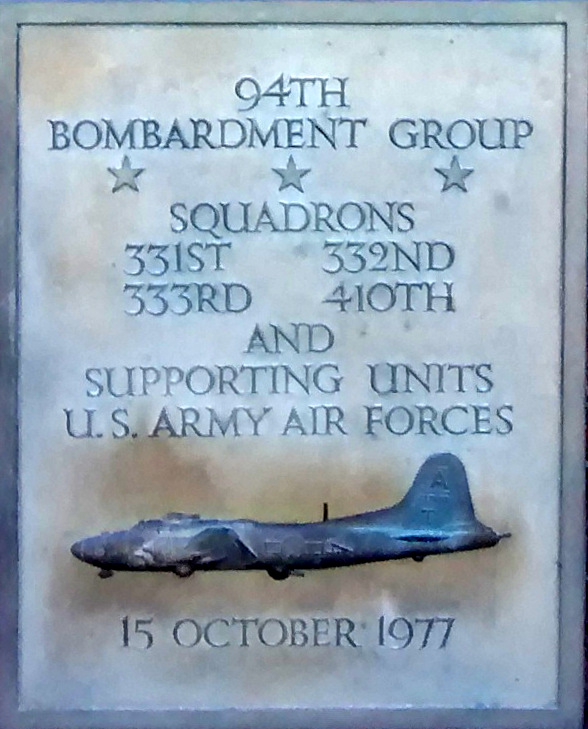 94TH
BOMBARDMENT GROUP
SQUADRONS
331ST 332ND
333RD 410TH
AND
SUPPORTING UNITS
U.S. ARMY AIR FORCES
A
15 OCTOBER 1977